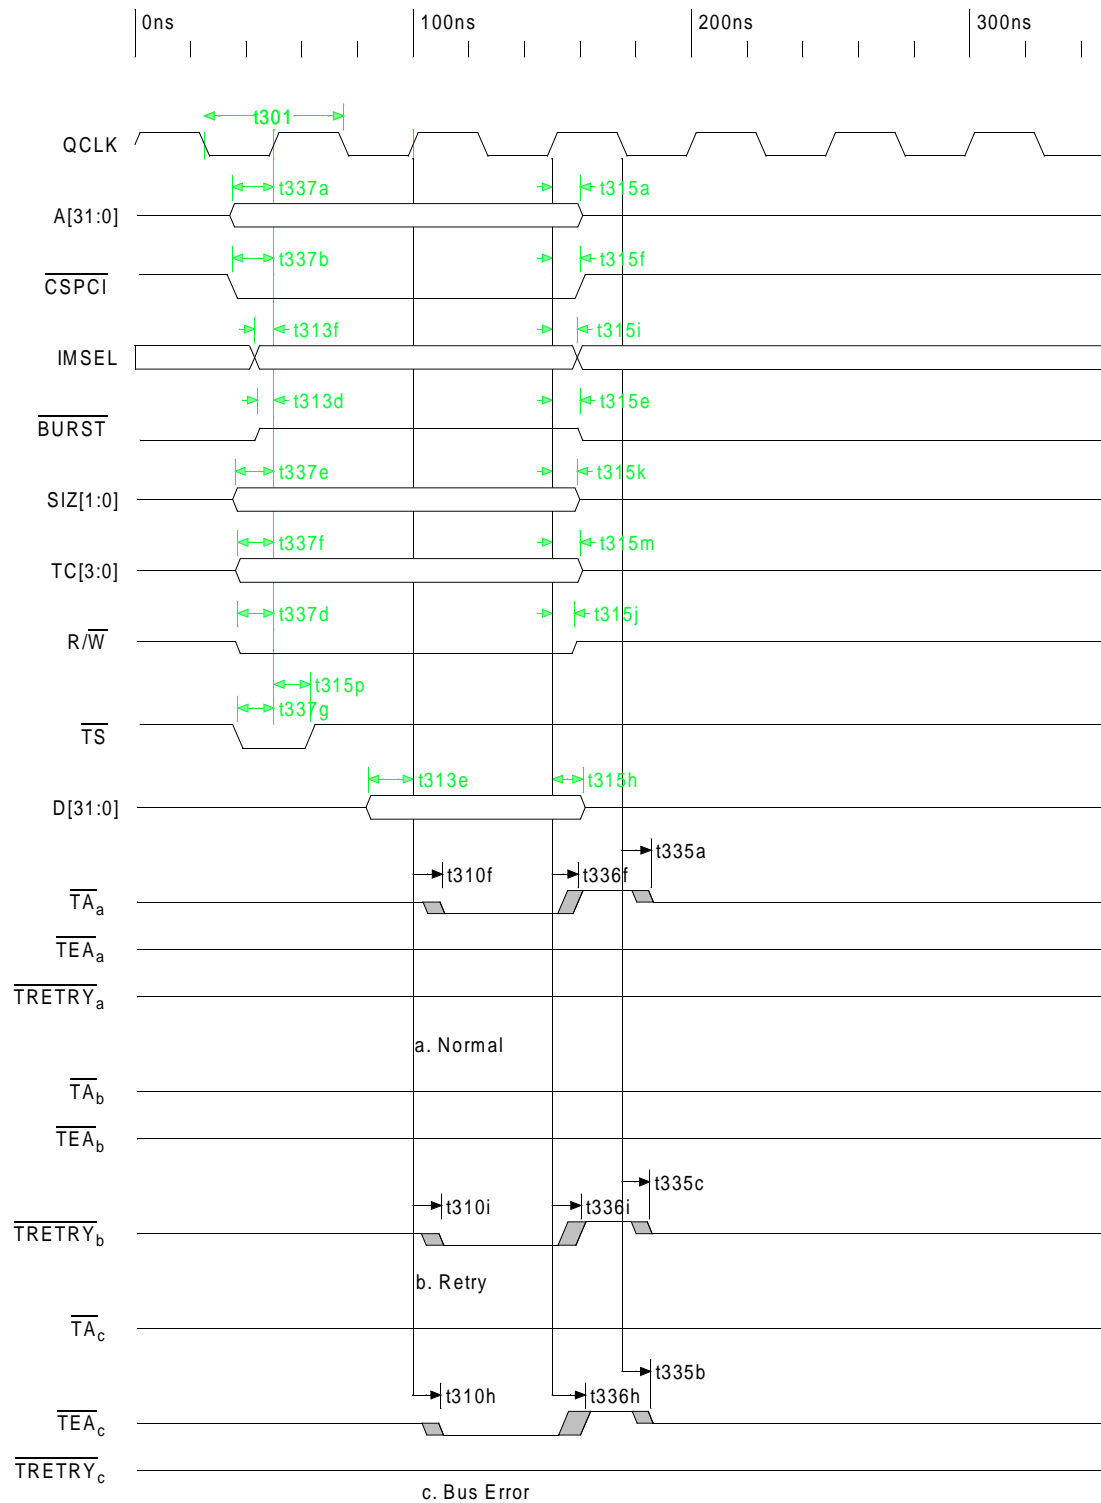 0ns 100ns 200ns 300ns
t301
QCLK
t337a t315a
A[31:0]
t337b t315f
CSPCI
t313f t315i
IMSEL
t313d t315e
BURST
t337e t315k
SIZ[1:0]
t337f t315m
TC[3:0]
t337d t315j
R/W
t315p
t337g
TS
t313e t315h
D[31:0]
t335a
t310f t336f
TAa
TEAa
TRETRYa
a. Normal
TAb
TEAb
t335c
t310i t336i
TRETRYb
b. Retry
TAc
t335b
t310h t336h
TEAc
TRETRYc
c. Bus Error